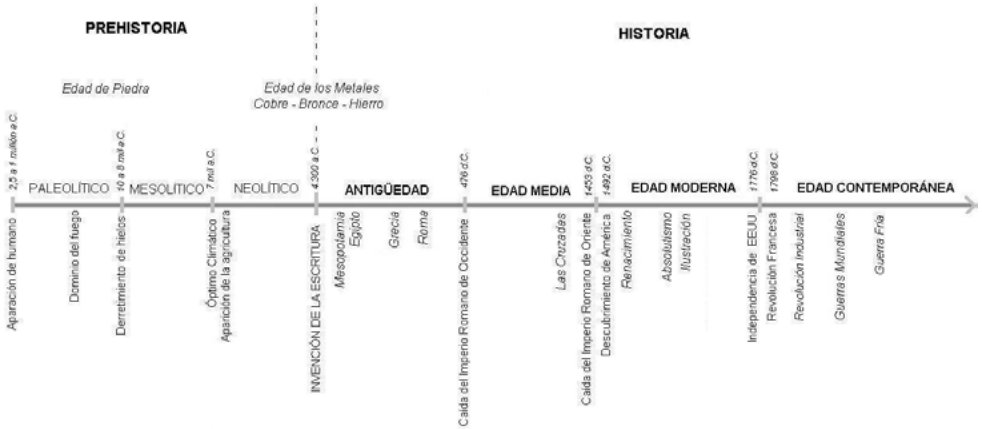 PREHISTORIA
HISTORIA
Edad de Piedra
Edad de los Metales
Cobre - Bronce - Hierro
2,5 a 1 millón a.C.
10 a 8 mil a.C.
7 mil a.C.
4.300 a.C.
476 d.C.
1453 d.C.
1492 d.C.
1776 d.C.
1798 d.C.
PALEOLÍTICO
MESOLÍTICO
NEOLÍTICO
ANTIGÜEDAD
EDAD MEDIA
EDAD MODERNA
EDAD CONTEMPORÁNEA
Aparación de humano
Dominio del fuego
Derretimiento de hielos
Óptimo Climático
Aparición de la agricultura
INVENCIÓN DE LA ESCRITURA
Mesopotamia
Egipto
Grecia
Roma
Caída del Imperio Romano de Occidente
Las Cruzadas
Caída del Imperio Romano de Oriente
Descubrimiento de América
Renacimiento
Absolutismo
Ilustración
Independencia de EEUU
Revolución Francesa
Revolución Industrial
Guerras Mundiales
Guerra Fría